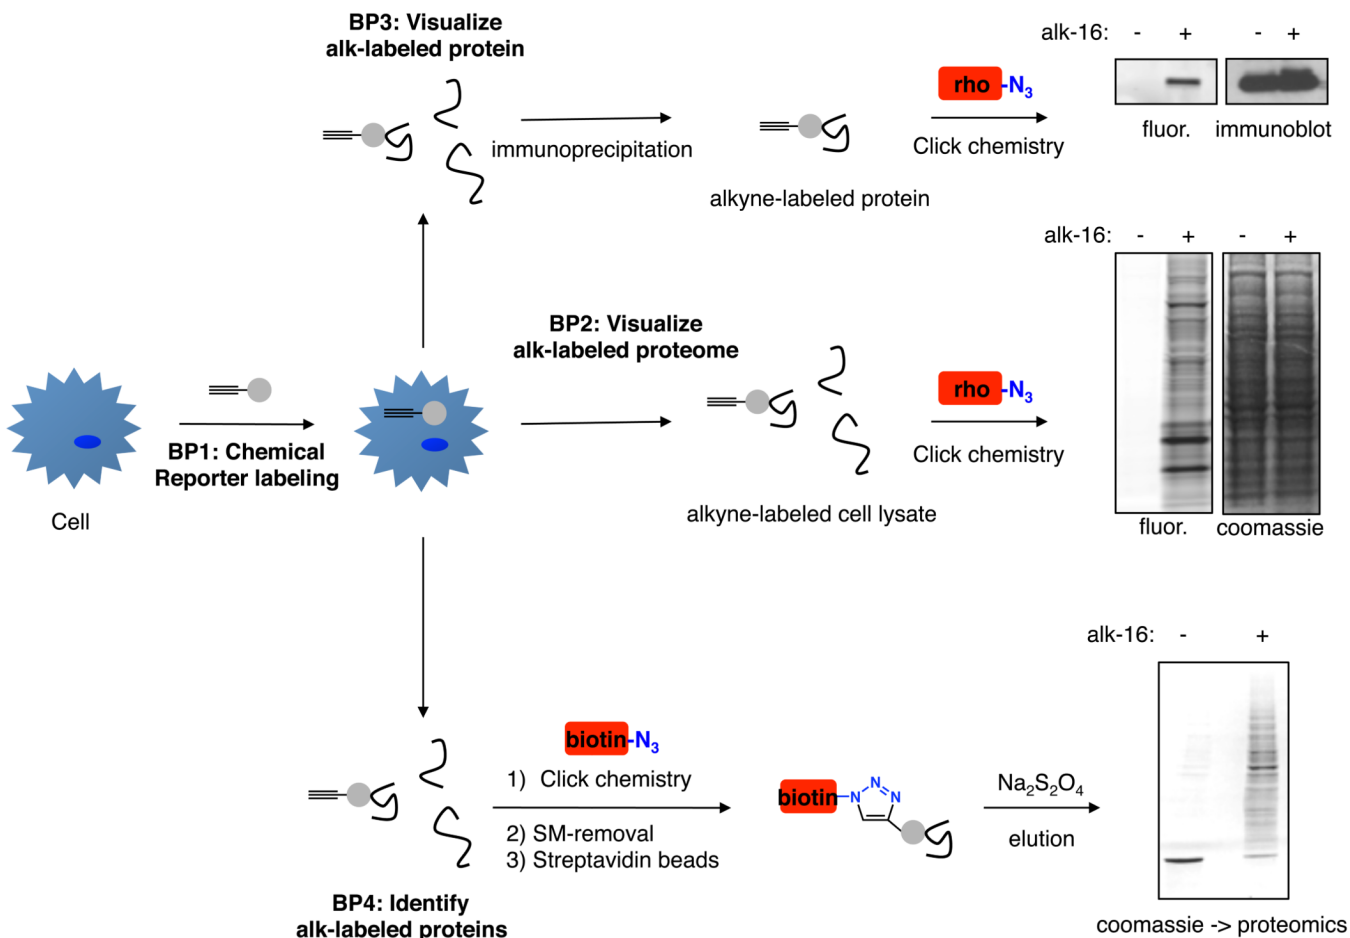 BP3: Visualize
alk-labeled protein
immunoprecipitation
alkyne-labeled protein
rho-N3
Click chemistry
alk-16: - + - +
fluor. immunoblot
BP2: Visualize
alk-labeled proteome
alkyne-labeled cell lysate
rho-N3
Click chemistry
alk-16: - + - +
fluor. coomassie
BP1: Chemical
Reporter labeling
Cell
biotin-N3
1) Click chemistry
2) SM-removal
3) Streptavidin beads
BP4: Identify
alk-labeled proteins
biotin
N N N
Na2S2O4
elution
alk-16: - +
coomassie -> proteomics